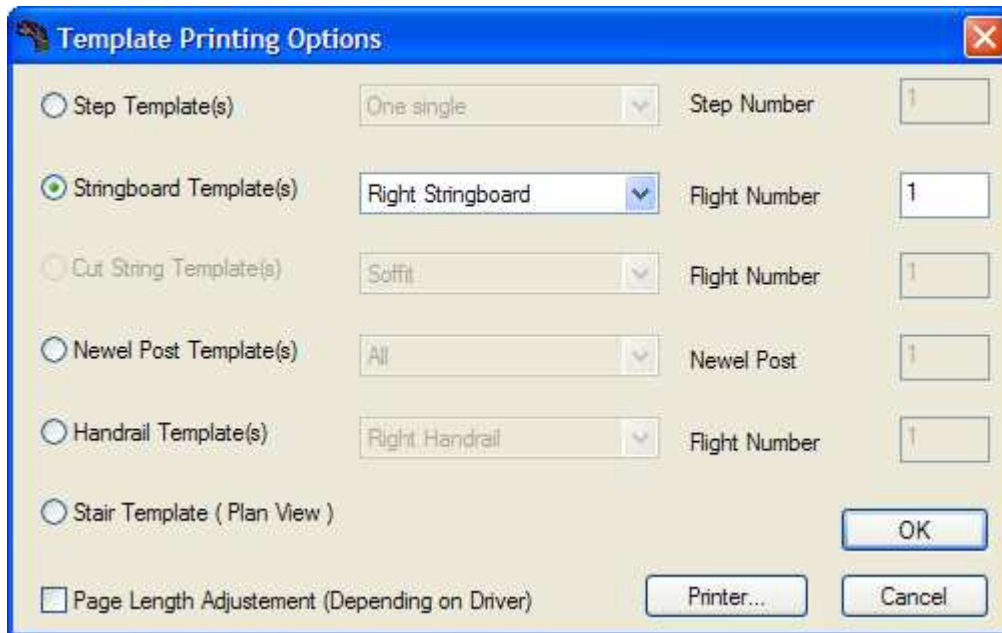 Template Printing Options
Step Template(s) One single Step Number 1
Stringboard Template(s) Right Stringboard Flight Number 1
Cut String Template(s) Soffit Flight Number 1
Newel Post Template(s) All Newel Post 1
Handrail Template(s) Right Handrail Flight Number 1
Stair Template ( Plan View )
OK
Page Length Adjustement (Depending on Driver) Printer... Cancel